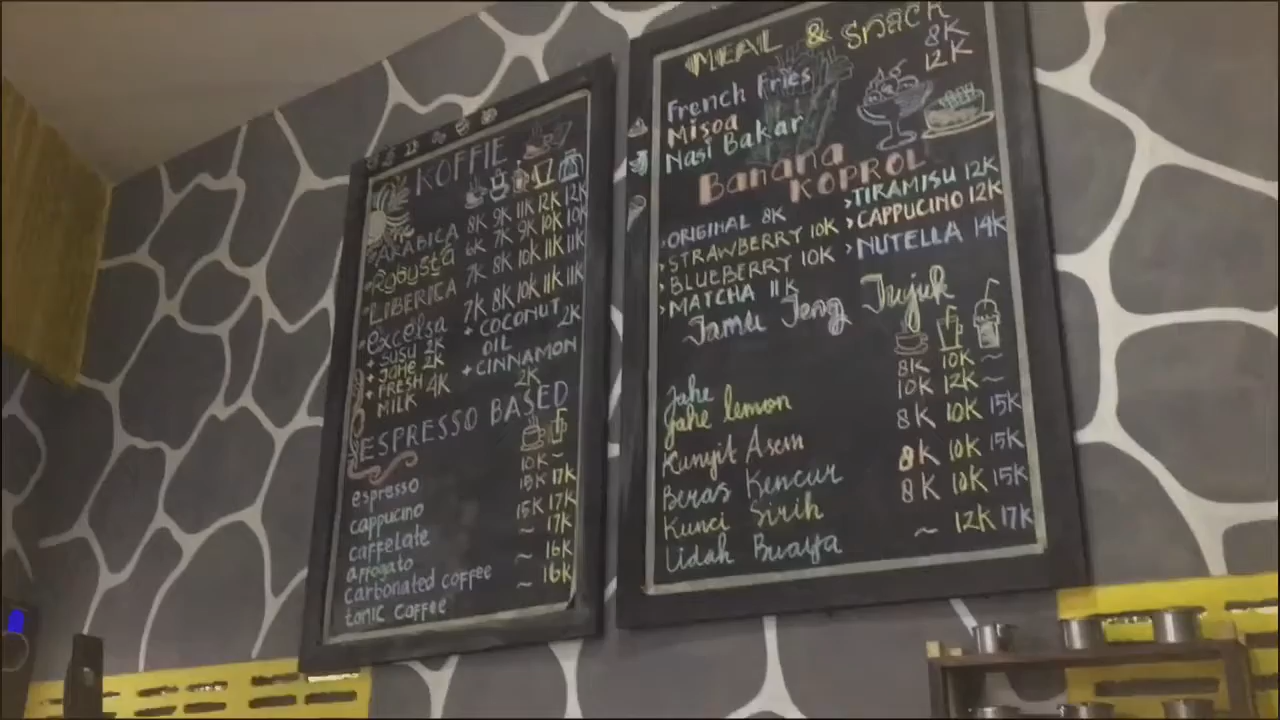 KOFFIE
ARABICA 8K 9K 11K 12K 12K
Robusta 6K 7K 9K 10K 10K
LIBERICA 7K 8K 10K 11K 11K
excelsa 7K 8K 10K 11K 11K
+ SUSU 2K
+ JAHE 2K
+ FRESH MILK 4K
+ COCONUT OIL 2K
+ CINNAMON 2K
ESPRESSO BASED
espresso 10K ~
cappucino 15K 17K
caffelate 15K 17K
affogato ~ 17K
carbonated coffee ~ 16K
tonic coffee ~ 16K
MEAL & snack
French Fries 8K
Misoa 12K
Nasi Bakar
Banana KOPROL
ORIGINAL 8K
STRAWBERRY 10K
BLUEBERRY 10K
MATCHA 11K
TIRAMISU 12K
CAPPUCINO 12K
NUTELLA 14K
Jamu Jeng Jujuk
Jahe 8K 10K ~
Jahe lemon 10K 12K ~
Kunyit Asem 8K 10K 15K
Beras Kencur 8K 10K 15K
Kunci Sirih 8K 10K 15K
Lidah Buaya ~ 12K 17K